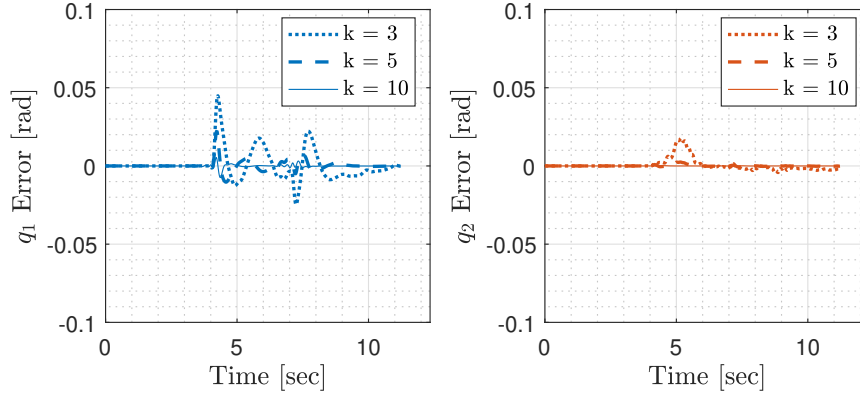 0.1
0.05
0
-0.05
-0.1
q1 Error [rad]
k = 3
k = 5
k = 10
0
5
10
Time [sec]
0.1
0.05
0
-0.05
-0.1
q2 Error [rad]
k = 3
k = 5
k = 10
0
5
10
Time [sec]